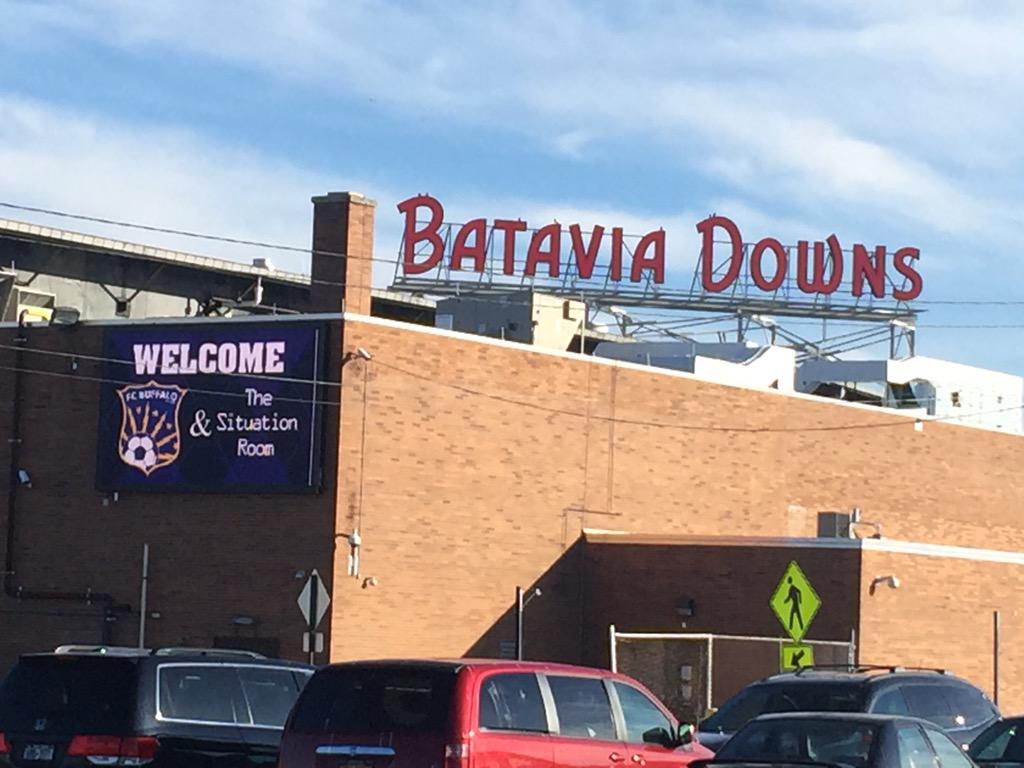 BATAVIA DOWNS
WELCOME
FC BUFFALO
The
& Situation
Room